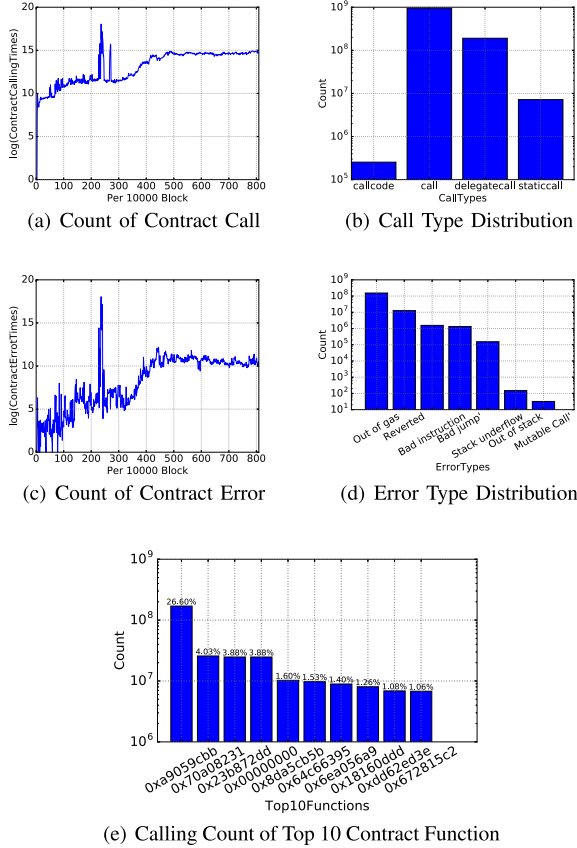 20
15
10
5
0
log(ContractCallingTimes)
0 100 200 300 400 500 600 700 800
Per 10000 Block
(a) Count of Contract Call
10^9
10^8
10^7
10^6
10^5
Count
callcode call delegatecall staticcall
CallTypes
(b) Call Type Distribution
20
15
10
5
0
log(ContractErrotTimes)
0 100 200 300 400 500 600 700 800
Per 10000 Block
(c) Count of Contract Error
10^9
10^8
10^7
10^6
10^5
10^4
10^3
10^2
10^1
Count
Out of gas
Reverted
Bad instruction
Bad jump'
Stack underflow
Out of stack
Mutable Call'
ErrorTypes
(d) Error Type Distribution
10^9
10^8
10^7
10^6
Count
26.60%
4.03% 3.88% 3.88%
1.60% 1.53% 1.40% 1.26% 1.08% 1.06%
0xa9059cbb
0x70a08231
0x23b872dd
0x00000000
0x8da5cb5b
0x64c66395
0x6ea056a9
0x18160ddd
0xdd62ed3e
0x672815c2
Top10Functions
(e) Calling Count of Top 10 Contract Function